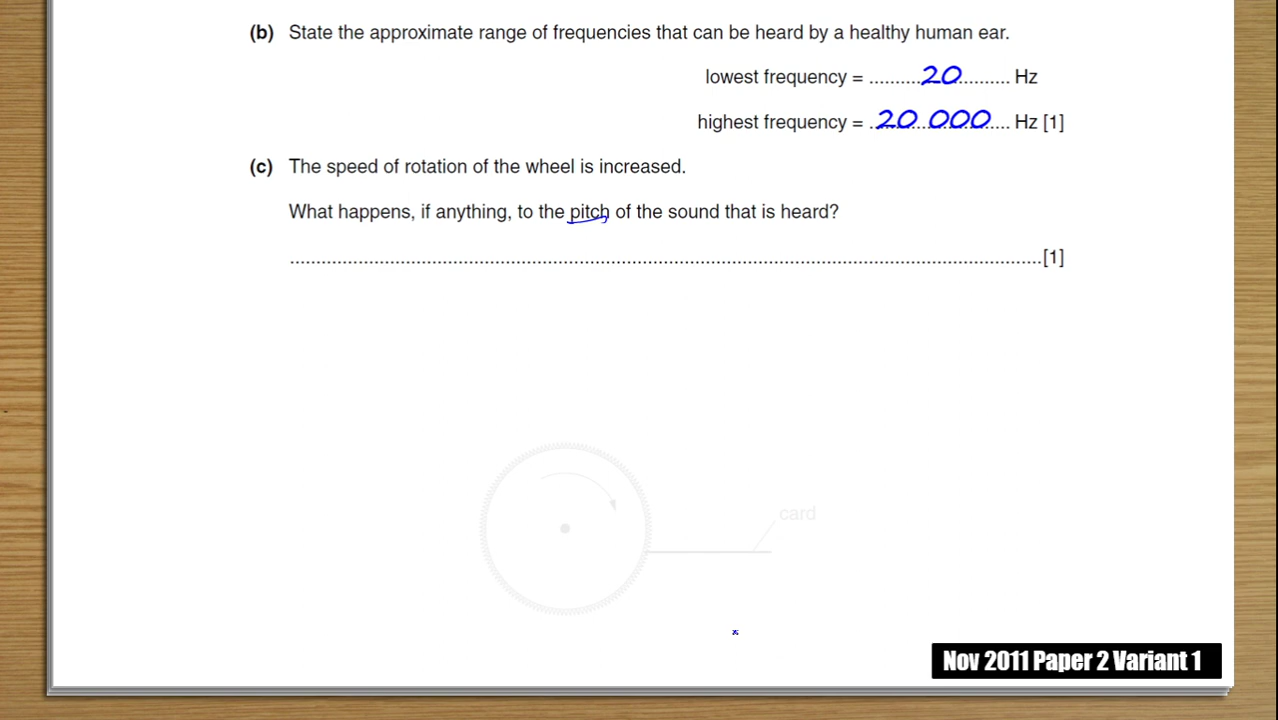 (b) State the approximate range of frequencies that can be heard by a healthy human ear.
lowest frequency = ..........20.......... Hz
highest frequency = ..20 000.... Hz [1]
(c) The speed of rotation of the wheel is increased.
What happens, if anything, to the pitch of the sound that is heard?
..........................................................................................................................................[1]
card
Nov 2011 Paper 2 Variant 1